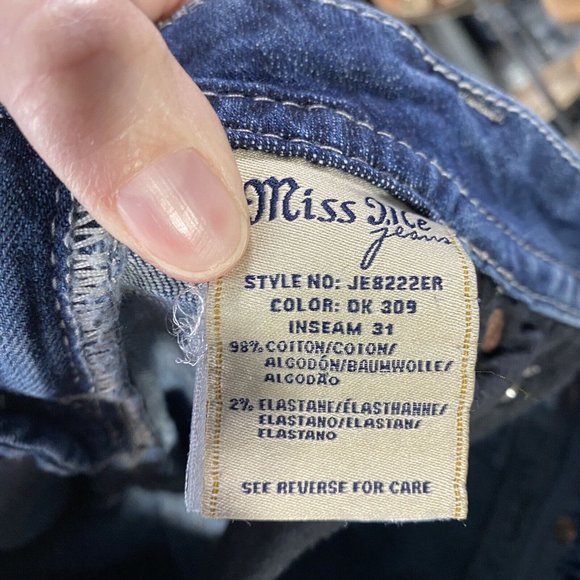 Miss Me
jeans
STYLE NO: JE8222ER
COLOR: DK 309
INSEAM 31
98% COTTON/COTON/
ALGODÓN/BAUMWOLLE/
ALGODÃO
2% ELASTANE/ÉLASTHANNE/
ELASTANO/ELASTAN/
ELASTANO
SEE REVERSE FOR CARE